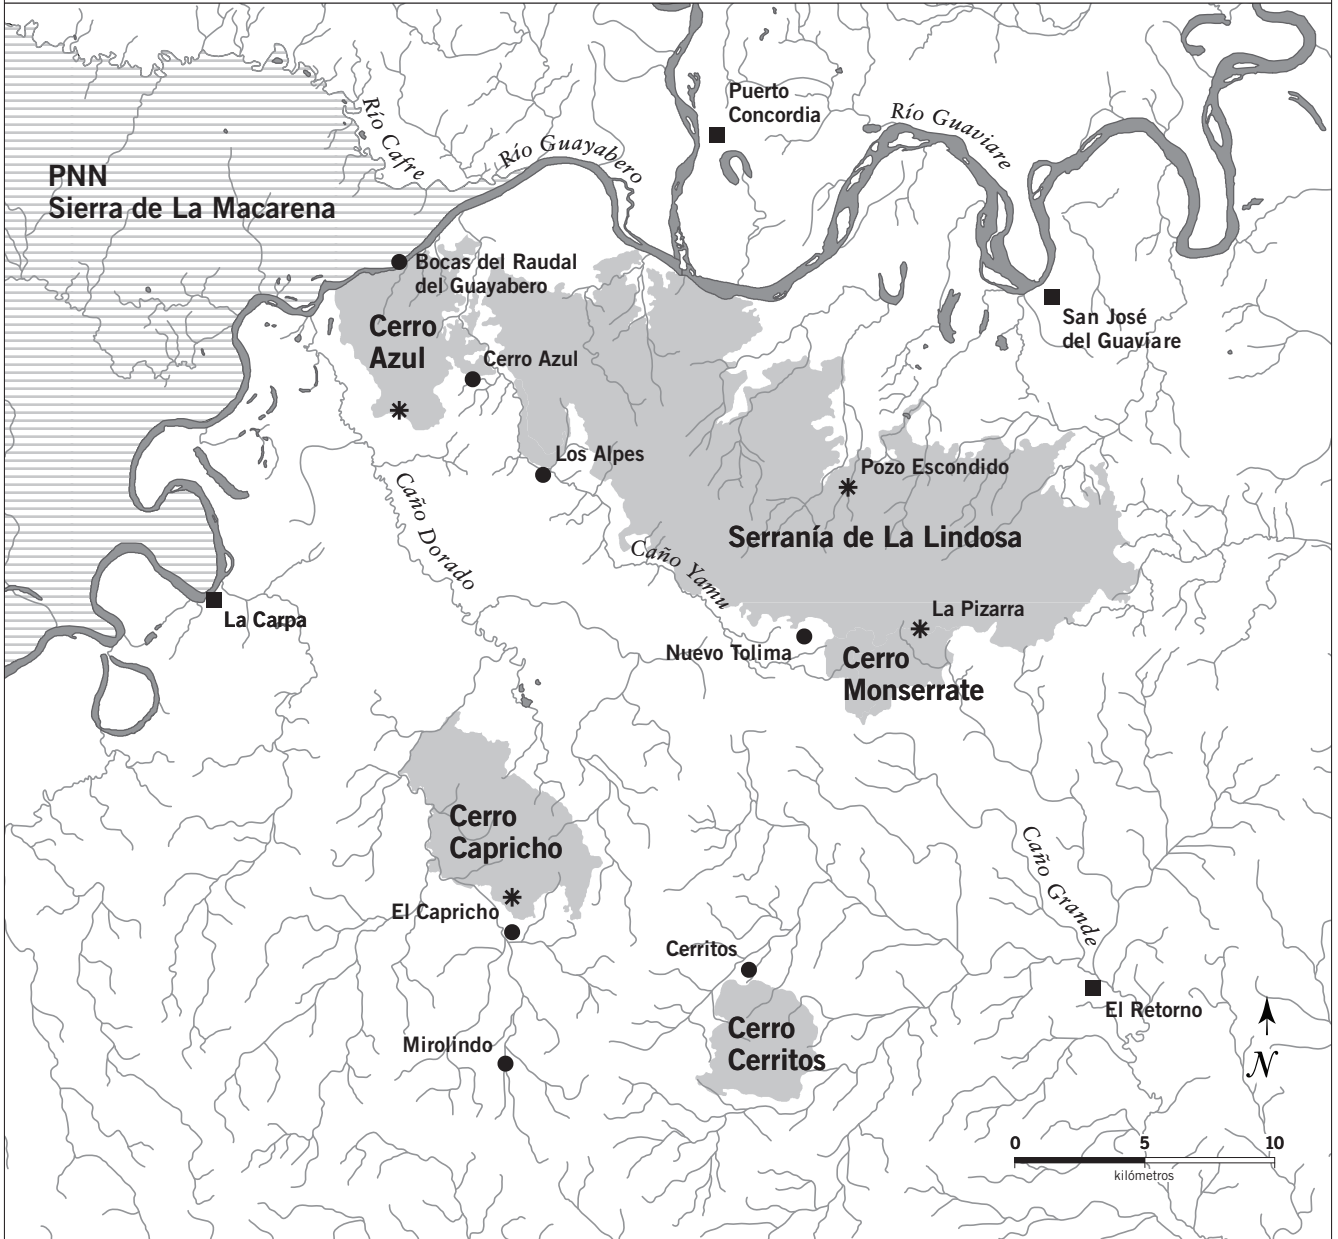 Puerto
Concordia
Río Guaviare
Río Cafre
Río Guayabero
PNN
Sierra de La Macarena
Bocas del Raudal
del Guayabero
San José
del Guaviare
Cerro
Azul
Cerro Azul
Los Alpes
Pozo Escondido
Caño Dorado
Serranía de La Lindosa
Caño Yamu
La Carpa
La Pizarra
Nuevo Tolima
Cerro
Monserrate
Cerro
Capricho
Caño Grande
El Capricho
Cerritos
El Retorno
Cerro
Cerritos
Mirolindo
N
0 5 10
kilómetros